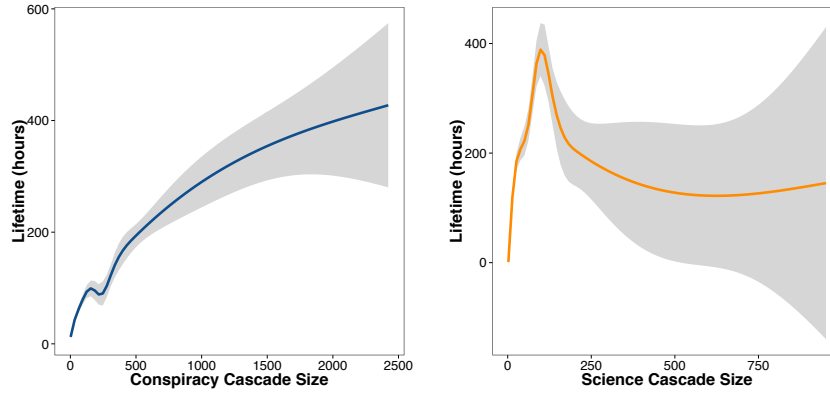 600
400
200
0
Lifetime (hours)
0 500 1000 1500 2000 2500
Conspiracy Cascade Size
400
200
0
Lifetime (hours)
0 250 500 750
Science Cascade Size